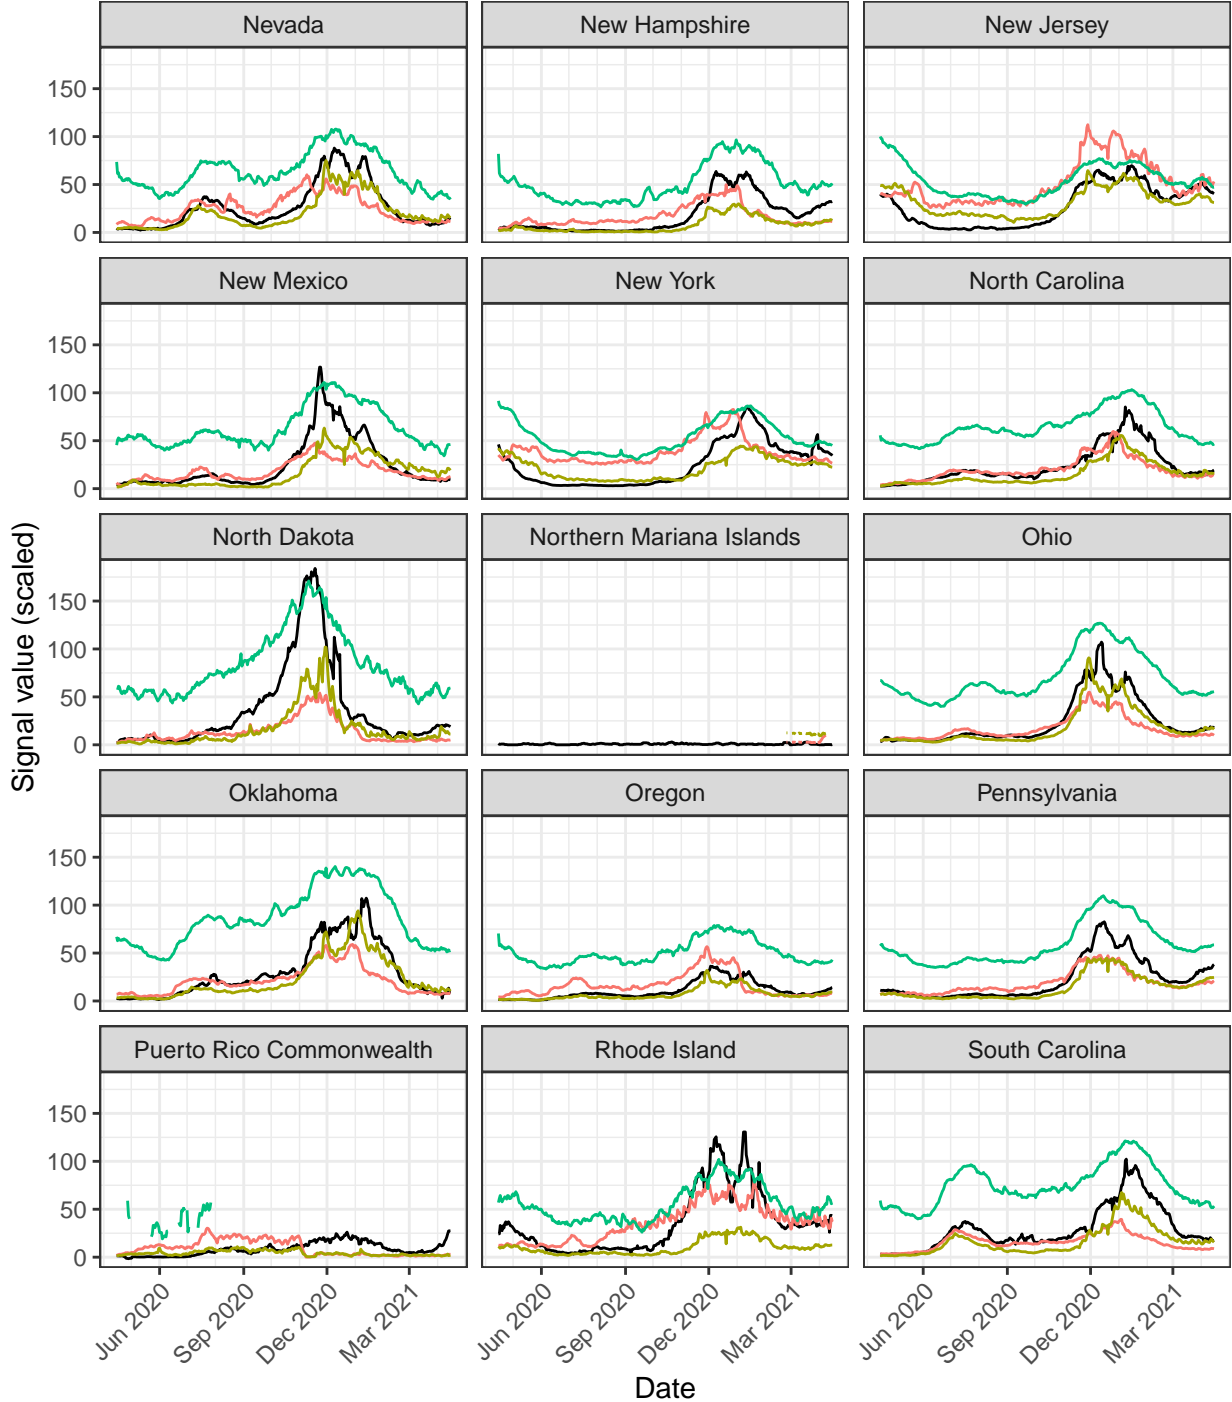 Nevada
New Hampshire
New Jersey
150
100
50
0
New Mexico
New York
North Carolina
150
100
50
0
North Dakota
Northern Mariana Islands
Ohio
150
100
50
0
Oklahoma
Oregon
Pennsylvania
150
100
50
0
Puerto Rico Commonwealth
Rhode Island
South Carolina
150
100
50
0
Signal value (scaled)
Jun 2020
Sep 2020
Dec 2020
Mar 2021
Jun 2020
Sep 2020
Dec 2020
Mar 2021
Jun 2020
Sep 2020
Dec 2020
Mar 2021
Date